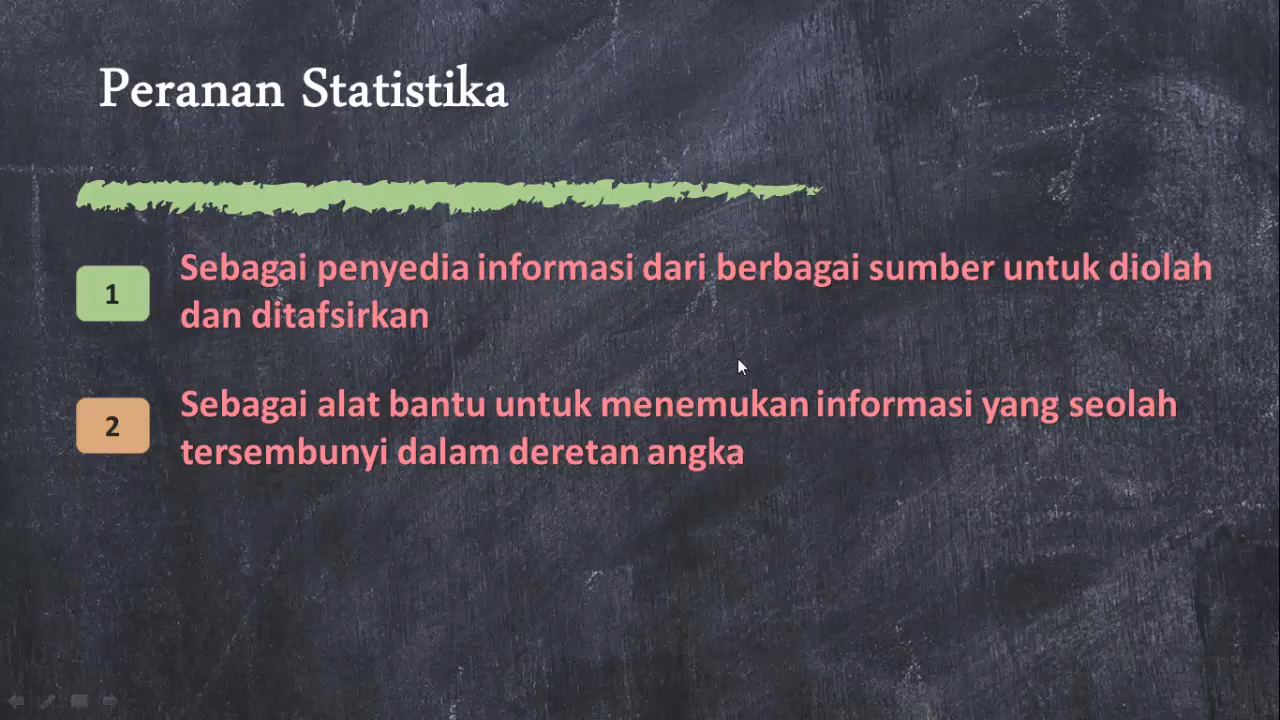 Peranan Statistika
1
Sebagai penyedia informasi dari berbagai sumber untuk diolah
dan ditafsirkan
2
Sebagai alat bantu untuk menemukan informasi yang seolah
tersembunyi dalam deretan angka